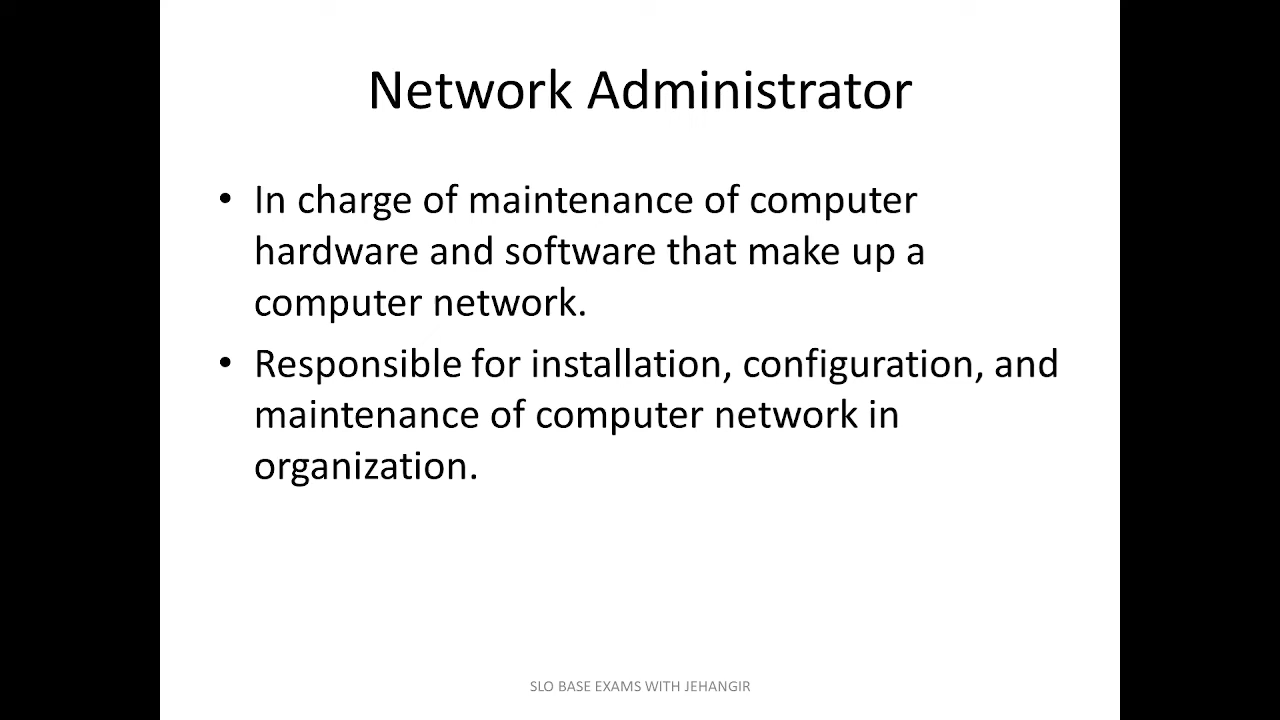 Network Administrator
• In charge of maintenance of computer
hardware and software that make up a
computer network.
• Responsible for installation, configuration, and
maintenance of computer network in
organization.
SLO BASE EXAMS WITH JEHANGIR